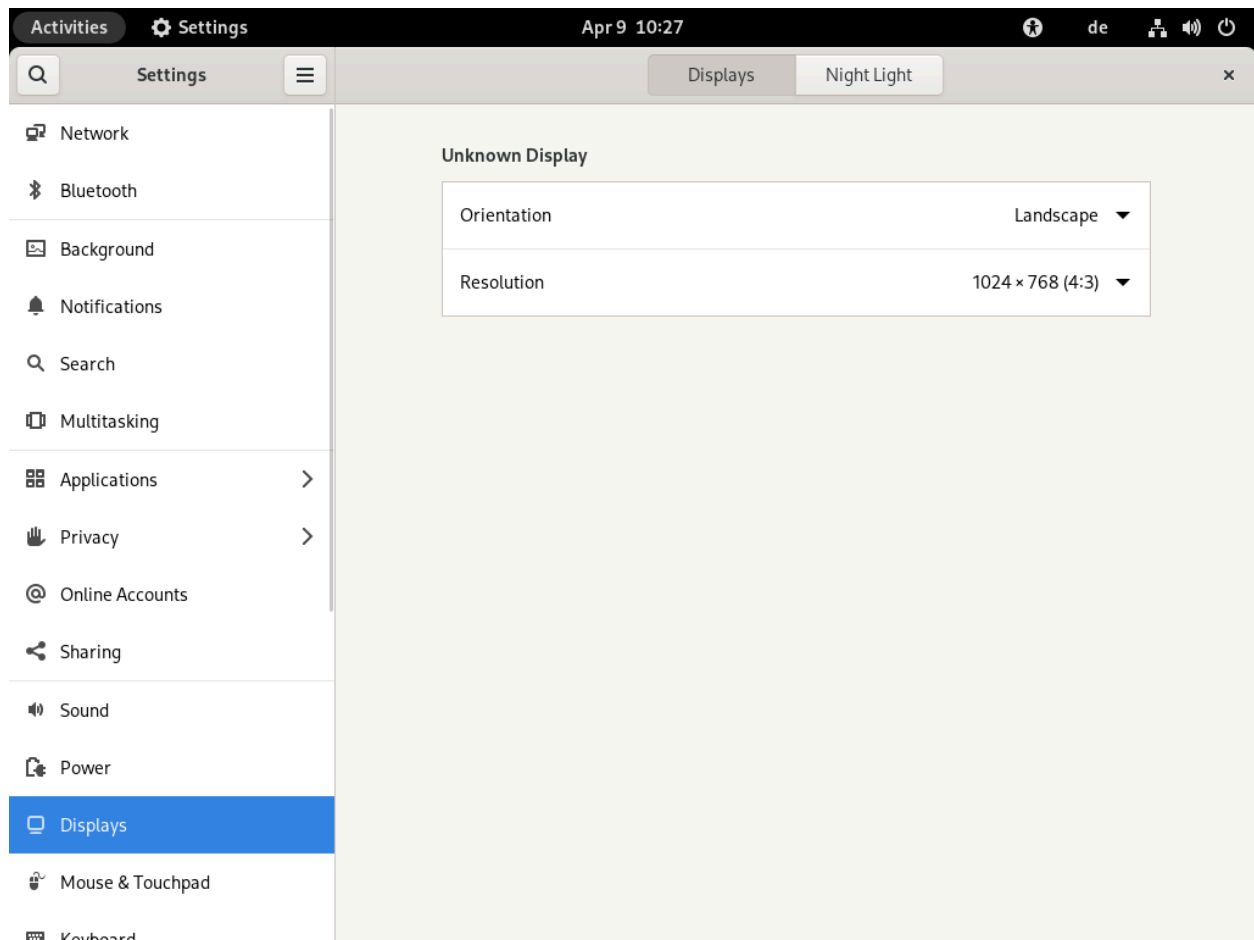 Activities Settings Apr 9 10:27 de
Settings Displays Night Light
Network
Bluetooth
Background
Notifications
Search
Multitasking
Applications
Privacy
Online Accounts
Sharing
Sound
Power
Displays
Mouse & Touchpad
Keyboard
Unknown Display
Orientation Landscape
Resolution 1024 × 768 (4:3)